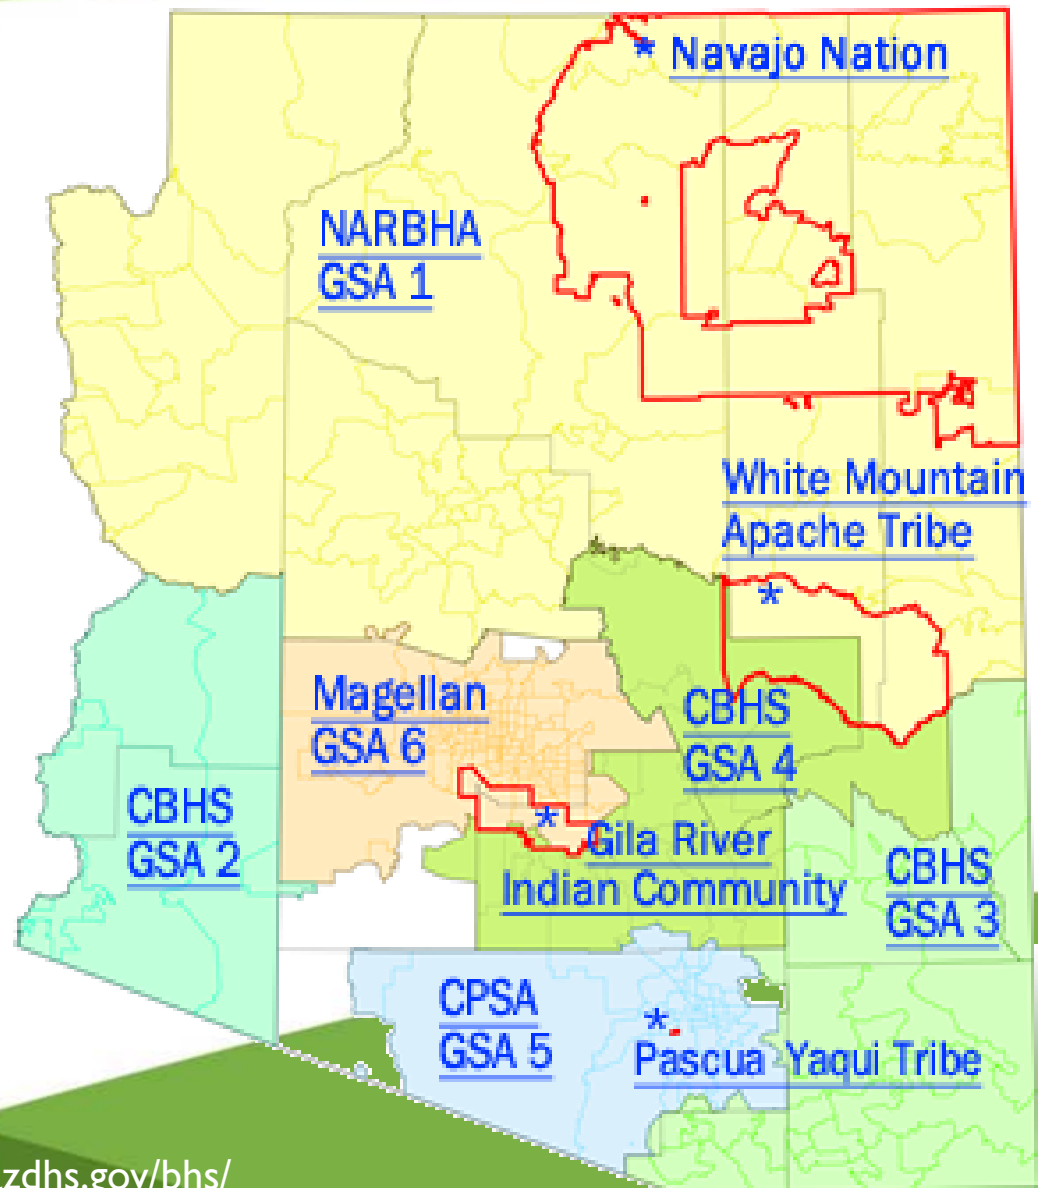 * Navajo Nation
NARBHA
GSA 1
White Mountain
Apache Tribe
*
Magellan
GSA 6
CBHS
GSA 4
CBHS
GSA 2
*
Gila River
Indian Community
CBHS
GSA 3
CPSA
GSA 5
*
Pascua Yaqui Tribe
zdhs.gov/bhs/